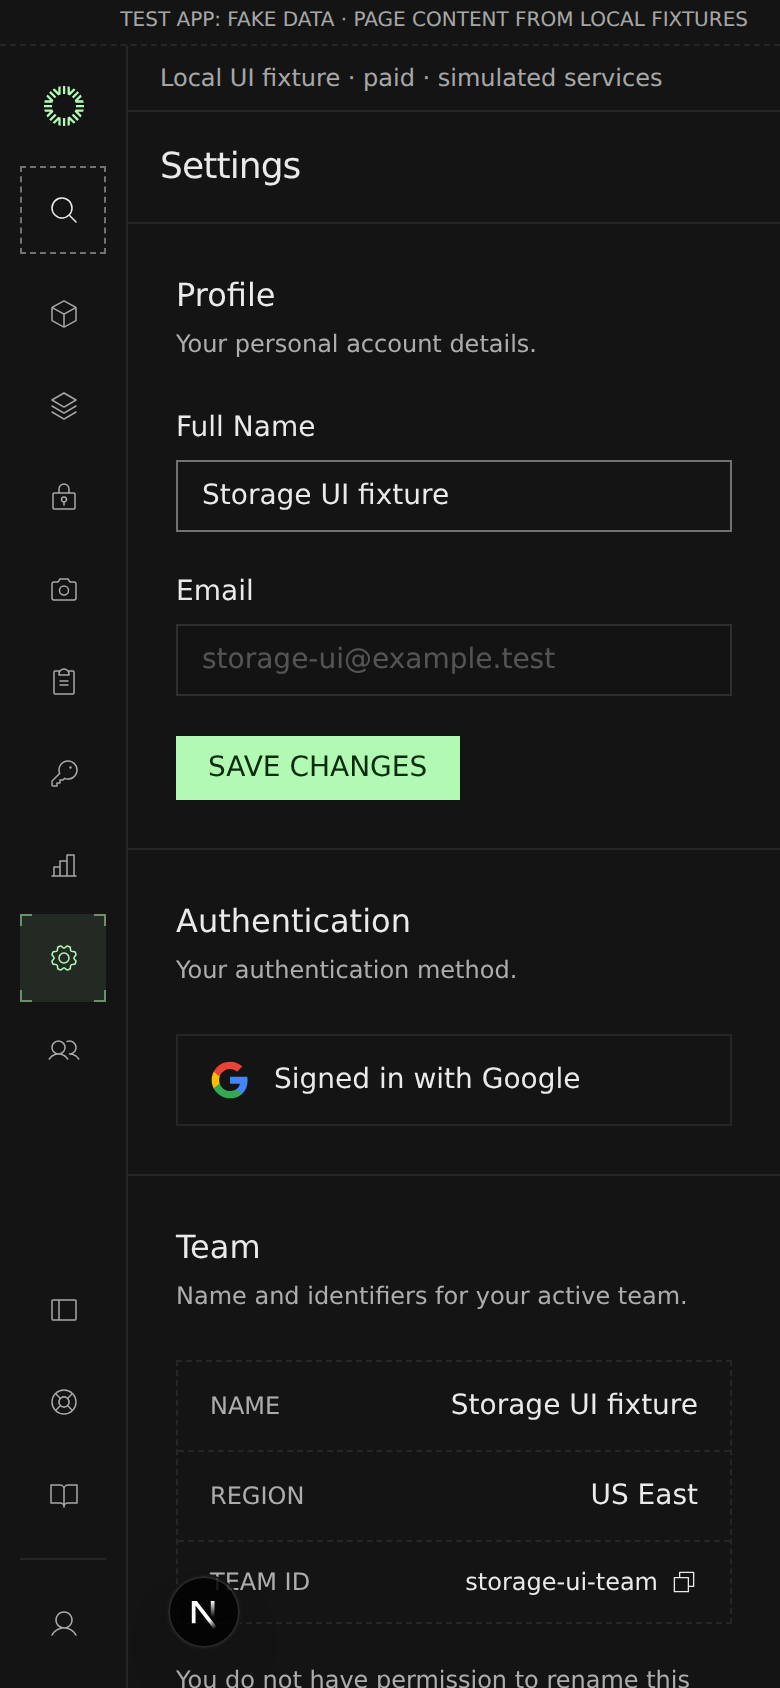 TEST APP: FAKE DATA · PAGE CONTENT FROM LOCAL FIXTURES
Local UI fixture · paid · simulated services
Settings
Profile
Your personal account details.
Full Name
Storage UI fixture
Email
storage-ui@example.test
SAVE CHANGES
Authentication
Your authentication method.
Signed in with Google
Team
Name and identifiers for your active team.
NAME Storage UI fixture
REGION US East
TEAM ID storage-ui-team
You do not have permission to rename this